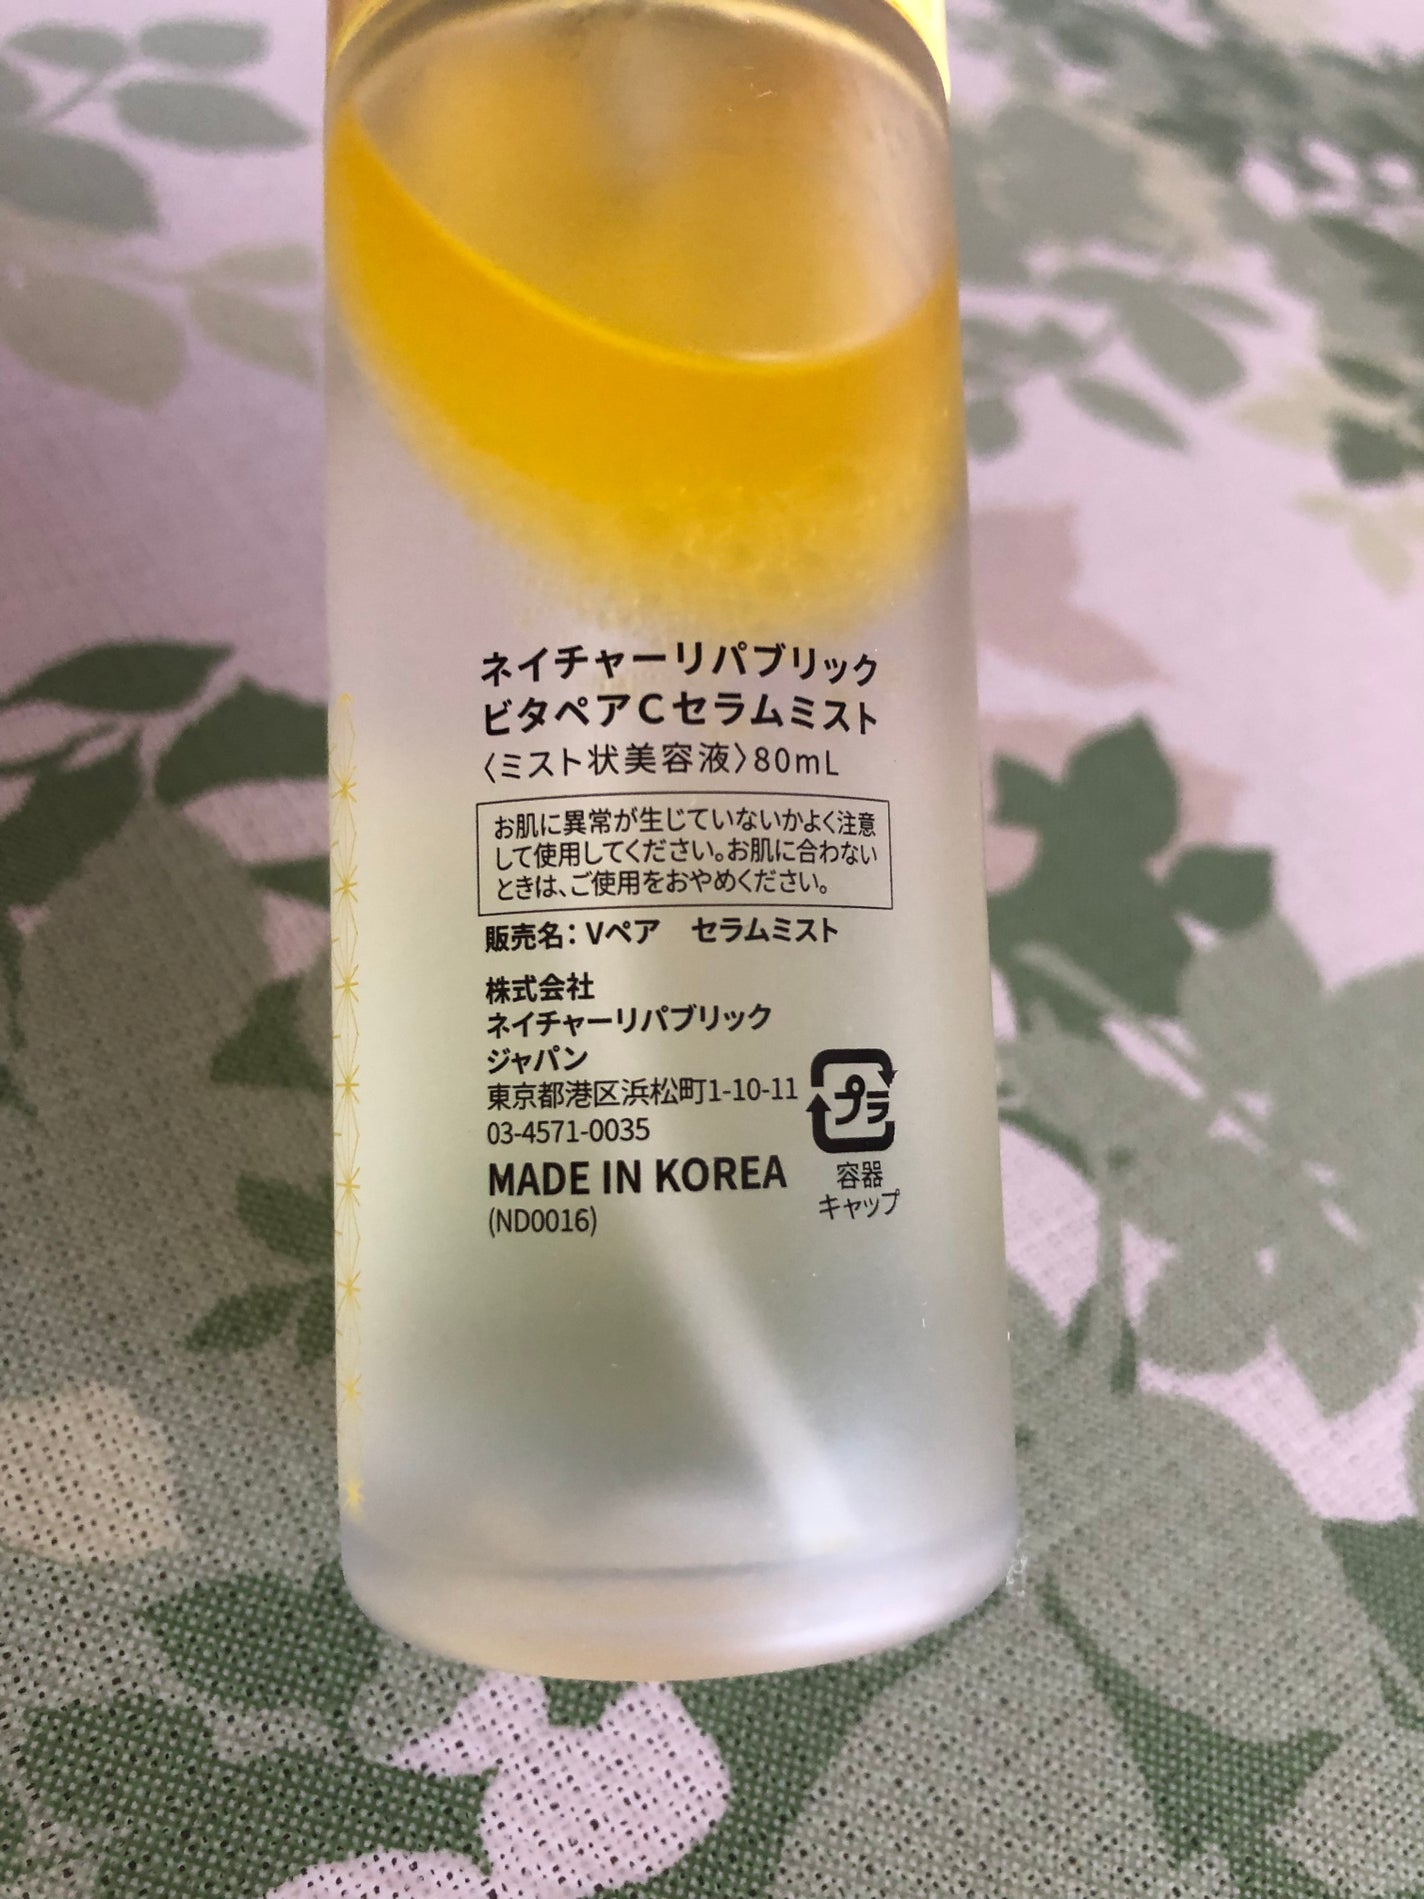 ネイチャーリパブリック
ビタペアCセラムミスト
〈ミスト状美容液〉80mL
お肌に異常が生じていないかよく注意
して使用してください。お肌に合わない
ときは、ご使用をおやめください。
販売名：Vペア　セラムミスト
株式会社
ネイチャーリパブリック
ジャパン
東京都港区浜松町1-10-11
03-4571-0035
MADE IN KOREA
(ND0016)
プラ
容器
キャップ